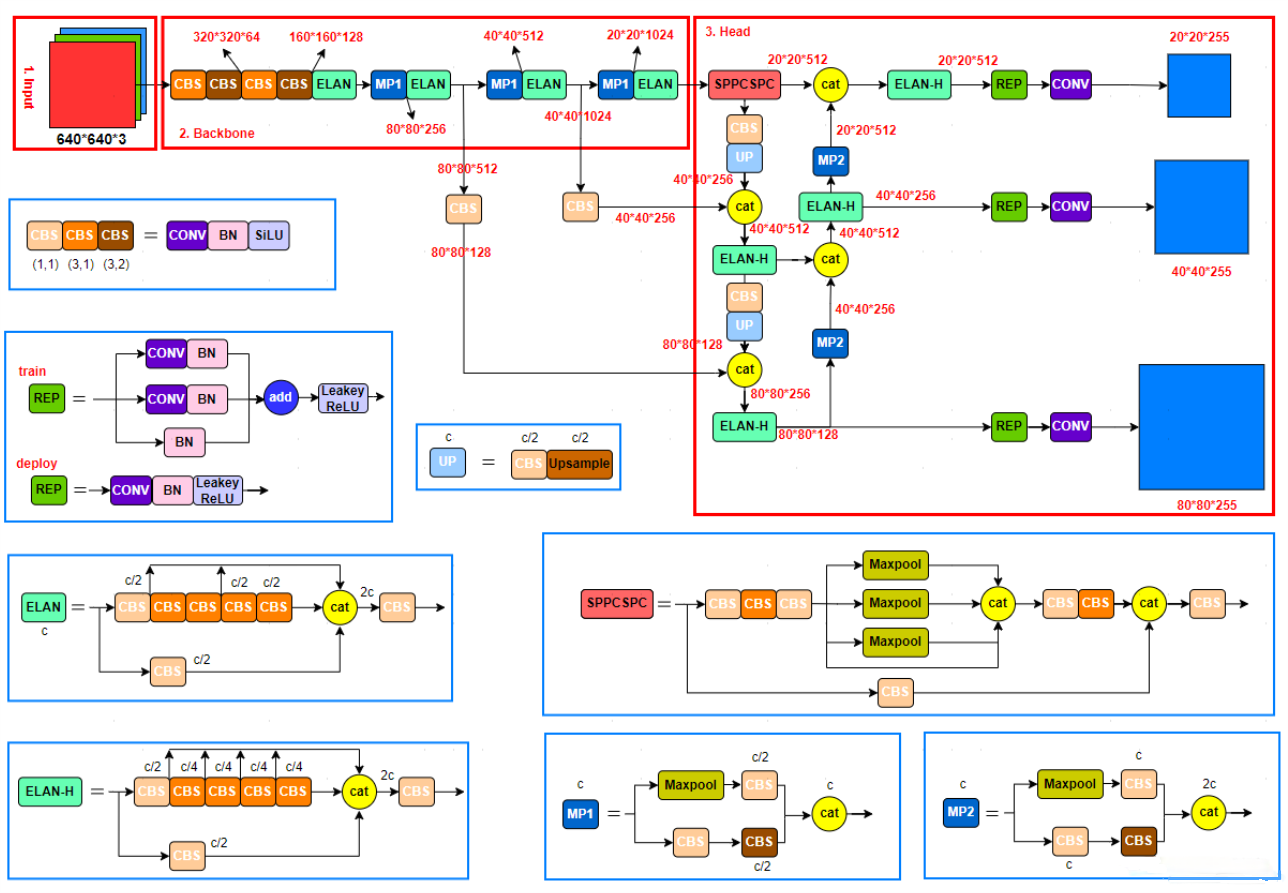 1. Input
640*640*3
320*320*64
160*160*128
40*40*512
20*20*1024
CBS CBS CBS CBS ELAN MP1 ELAN MP1 ELAN MP1 ELAN
80*80*256
40*40*1024
2. Backbone
80*80*512
CBS
CBS
40*40*256
80*80*128
3. Head
20*20*512
20*20*512
20*20*255
SPPCSPC cat ELAN-H REP CONV
CBS
20*20*512
UP
MP2
40*40*256
40*40*256
cat
ELAN-H
REP CONV
40*40*512
40*40*512
40*40*255
ELAN-H cat
CBS
40*40*256
UP
80*80*128
MP2
cat
80*80*256
ELAN-H
80*80*128
REP CONV
80*80*255
CBS CBS CBS = CONV BN SiLU
(1,1) (3,1) (3,2)
train
CONV BN
REP = CONV BN add Leakey ReLU
BN
deploy
REP = CONV BN Leakey ReLU
c c/2 c/2
UP = CBS Upsample
c/2 c/2 c/2
ELAN = CBS CBS CBS CBS CBS cat 2c CBS
c
CBS c/2
Maxpool
SPPCSPC = CBS CBS CBS Maxpool cat CBS CBS cat CBS
Maxpool
CBS
c/2 c/4 c/4 c/4
ELAN-H = CBS CBS CBS CBS CBS cat 2c CBS
CBS c/2
c/2
c Maxpool CBS c
MP1 = cat
CBS CBS
c/2
c
c Maxpool CBS 2c
MP2 = cat
CBS CBS
c